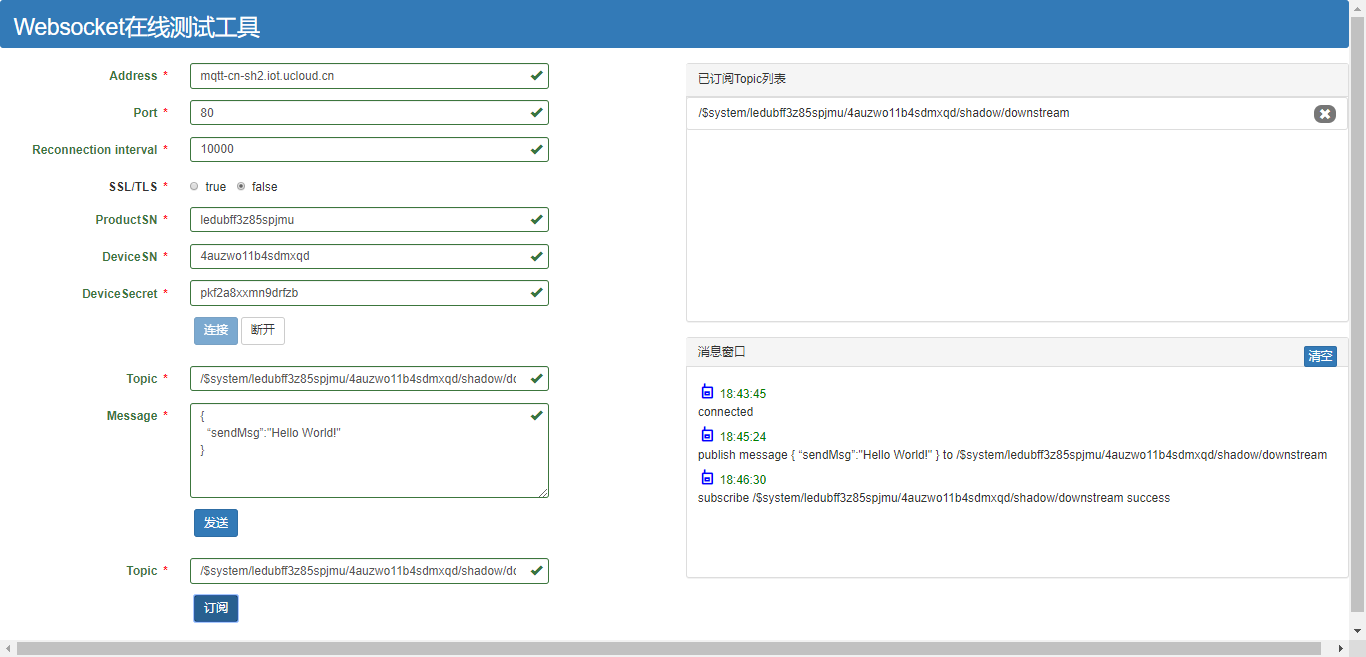 Websocket在线测试工具
Address *
mqtt-cn-sh2.iot.ucloud.cn
Port *
80
Reconnection interval *
10000
SSL/TLS *
true
false
ProductSN *
ledubff3z85spjmu
DeviceSN *
4auzwo11b4sdmxqd
DeviceSecret *
pkf2a8xxmn9drfzb
连接
断开
Topic *
/$system/ledubff3z85spjmu/4auzwo11b4sdmxqd/shadow/dc
Message *
{
“sendMsg”:"Hello World!"
}
发送
Topic *
/$system/ledubff3z85spjmu/4auzwo11b4sdmxqd/shadow/dc
订阅
已订阅Topic列表
/$system/ledubff3z85spjmu/4auzwo11b4sdmxqd/shadow/downstream
消息窗口
清空
18:43:45
connected
18:45:24
publish message { “sendMsg”:"Hello World!" } to /$system/ledubff3z85spjmu/4auzwo11b4sdmxqd/shadow/downstream
18:46:30
subscribe /$system/ledubff3z85spjmu/4auzwo11b4sdmxqd/shadow/downstream success